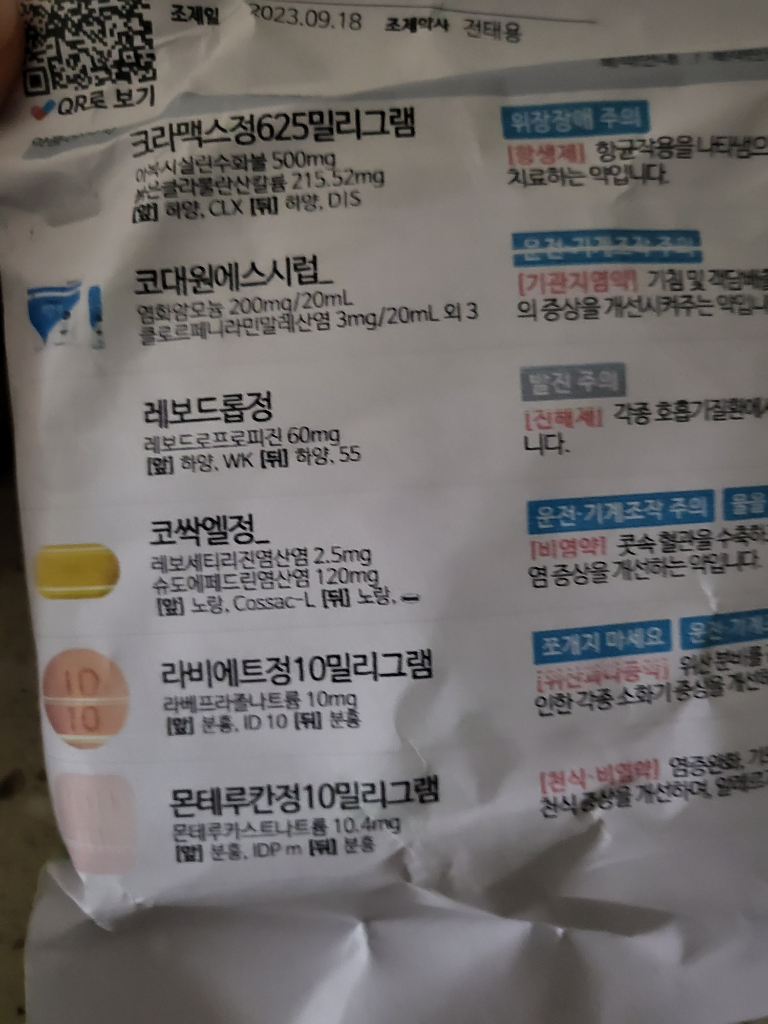 조제일 2023.09.18 조제약사 전태용
QR로 보기
크라맥스정625밀리그램
위장장애 주의
아목시실린수화물 500mg
[항생제] 항균작용을 나타냄으
묽은클라불란산칼륨 215.52mg
치료하는 약입니다.
[앞] 하양, CLX [뒤] 하양, DIS
코대원에스시럽_
운전·기계조작 주의
염화암모늄 200mg/20mL
[기관지염약] 기침 및 객담배출
클로르페니라민말레산염 3mg/20mL 외 3
의 증상을 개선시켜주는 약입니
레보드롭정
발진 주의
레보드로프로피진 60mg
[진해제] 각종 호흡기질환에서
[앞] 하양, WK [뒤] 하양, 55
니다.
코싹엘정_
운전·기계조작 주의
졸음
레보세티리진염산염 2.5mg
[비염약] 콧속 혈관을 수축하
슈도에페드린염산염 120mg
염 증상을 개선하는 약입니다.
[앞] 노랑, Cossac-L [뒤] 노랑, -
라비에트정10밀리그램
쪼개지 마세요
운전·기계조
라베프라졸나트륨 10mg
위산 분비를
[앞] 분홍, ID 10 [뒤] 분홍
인한 각종 소화기 증상을 개선
10
10
몬테루칸정10밀리그램
[천식·비염약] 염증완화, 기
몬테루카스트나트륨 10.4mg
천식 증상을 개선하며, 알레르
[앞] 분홍, IDP m [뒤] 분홍